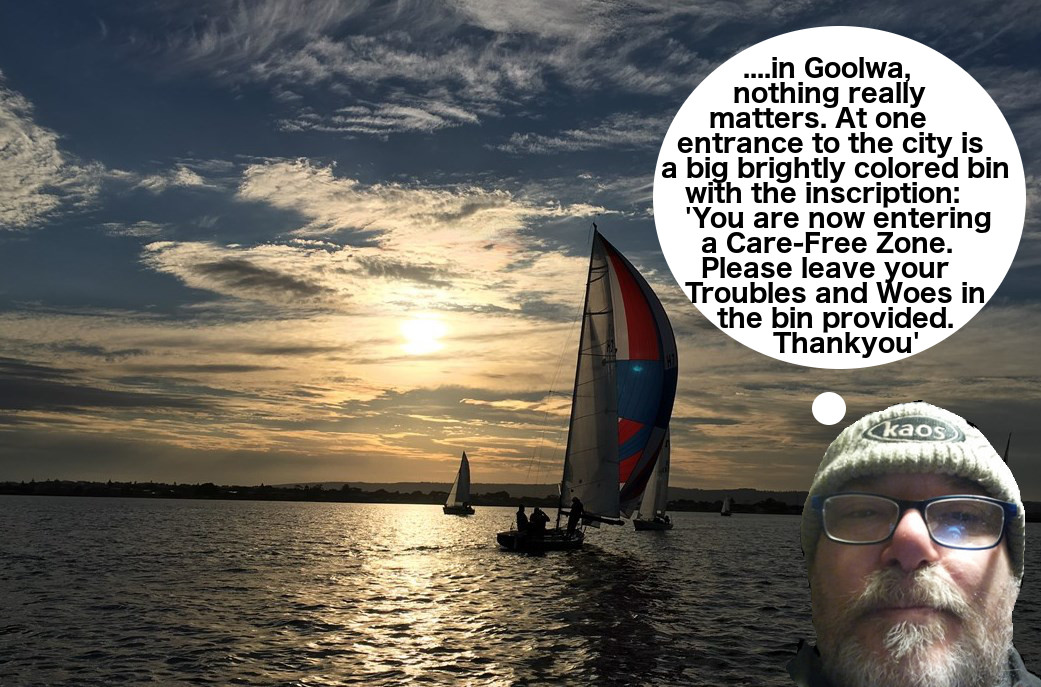 ....in Goolwa,
nothing really
matters. At one
entrance to the city is
a big brightly colored bin
with the inscription:
'You are now entering
a Care-Free Zone.
Please leave your
Troubles and Woes in
the bin provided.
Thankyou'
kaos